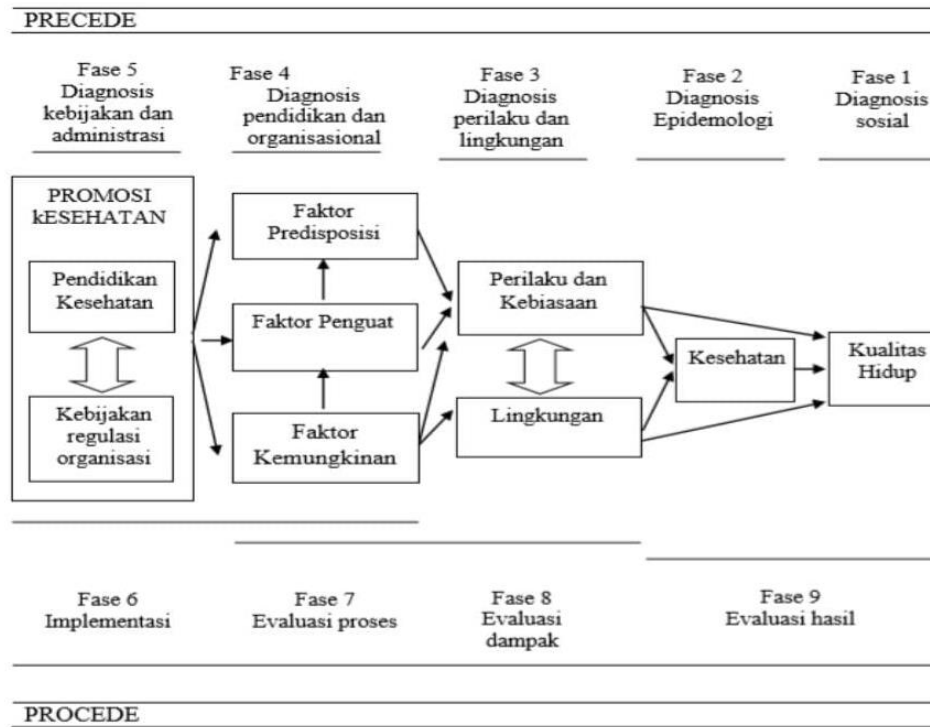 PRECEDE
Fase 5
Diagnosis
kebijakan dan
administrasi
Fase 4
Diagnosis
pendidikan dan
organisasional
Fase 3
Diagnosis
perilaku dan
lingkungan
Fase 2
Diagnosis
Epidemologi
Fase 1
Diagnosis
sosial
PROMOSI
kESEHATAN
Pendidikan
Kesehatan
Kebijakan
regulasi
organisasi
Faktor
Predisposisi
Faktor Penguat
Faktor
Kemungkinan
Perilaku dan
Kebiasaan
Lingkungan
Kesehatan
Kualitas
Hidup
Fase 6
Implementasi
Fase 7
Evaluasi proses
Fase 8
Evaluasi
dampak
Fase 9
Evaluasi hasil
PROCEDE